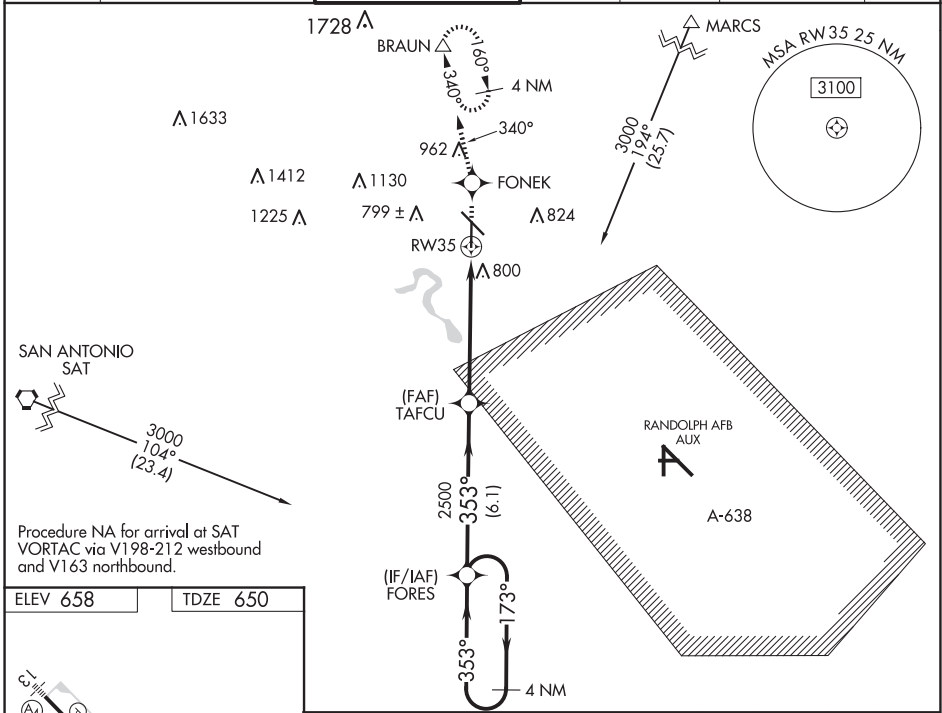 1728
BRAUN
160°
340°
4 NM
MARCS
MSA RW35 25 NM
3100
1633
962
340°
3000
194°
(25.7)
1412
1130
FONEK
1225
799 ±
824
RW35
800
SAN ANTONIO
SAT
(FAF)
TAFCU
3000
104°
(23.4)
RANDOLPH AFB
AUX
2500
353°
(6.1)
A-638
Procedure NA for arrival at SAT
VORTAC via V198-212 westbound
and V163 northbound.
(IF/IAF)
FORES
173°
353°
4 NM
ELEV 658
TDZE 650
13